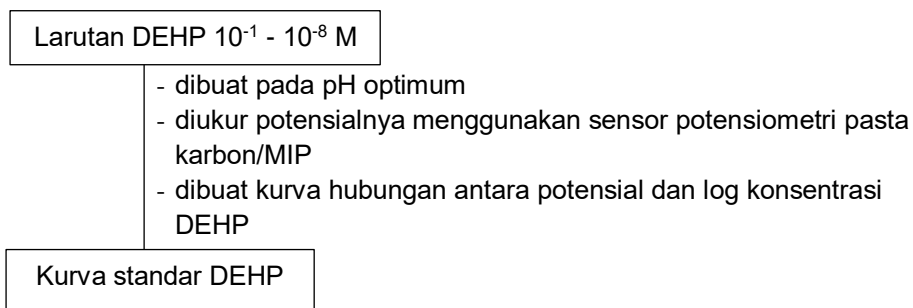 Larutan DEHP 10⁻¹ - 10⁻⁸ M
- dibuat pada pH optimum
- diukur potensialnya menggunakan sensor potensiometri pasta
karbon/MIP
- dibuat kurva hubungan antara potensial dan log konsentrasi
DEHP
Kurva standar DEHP